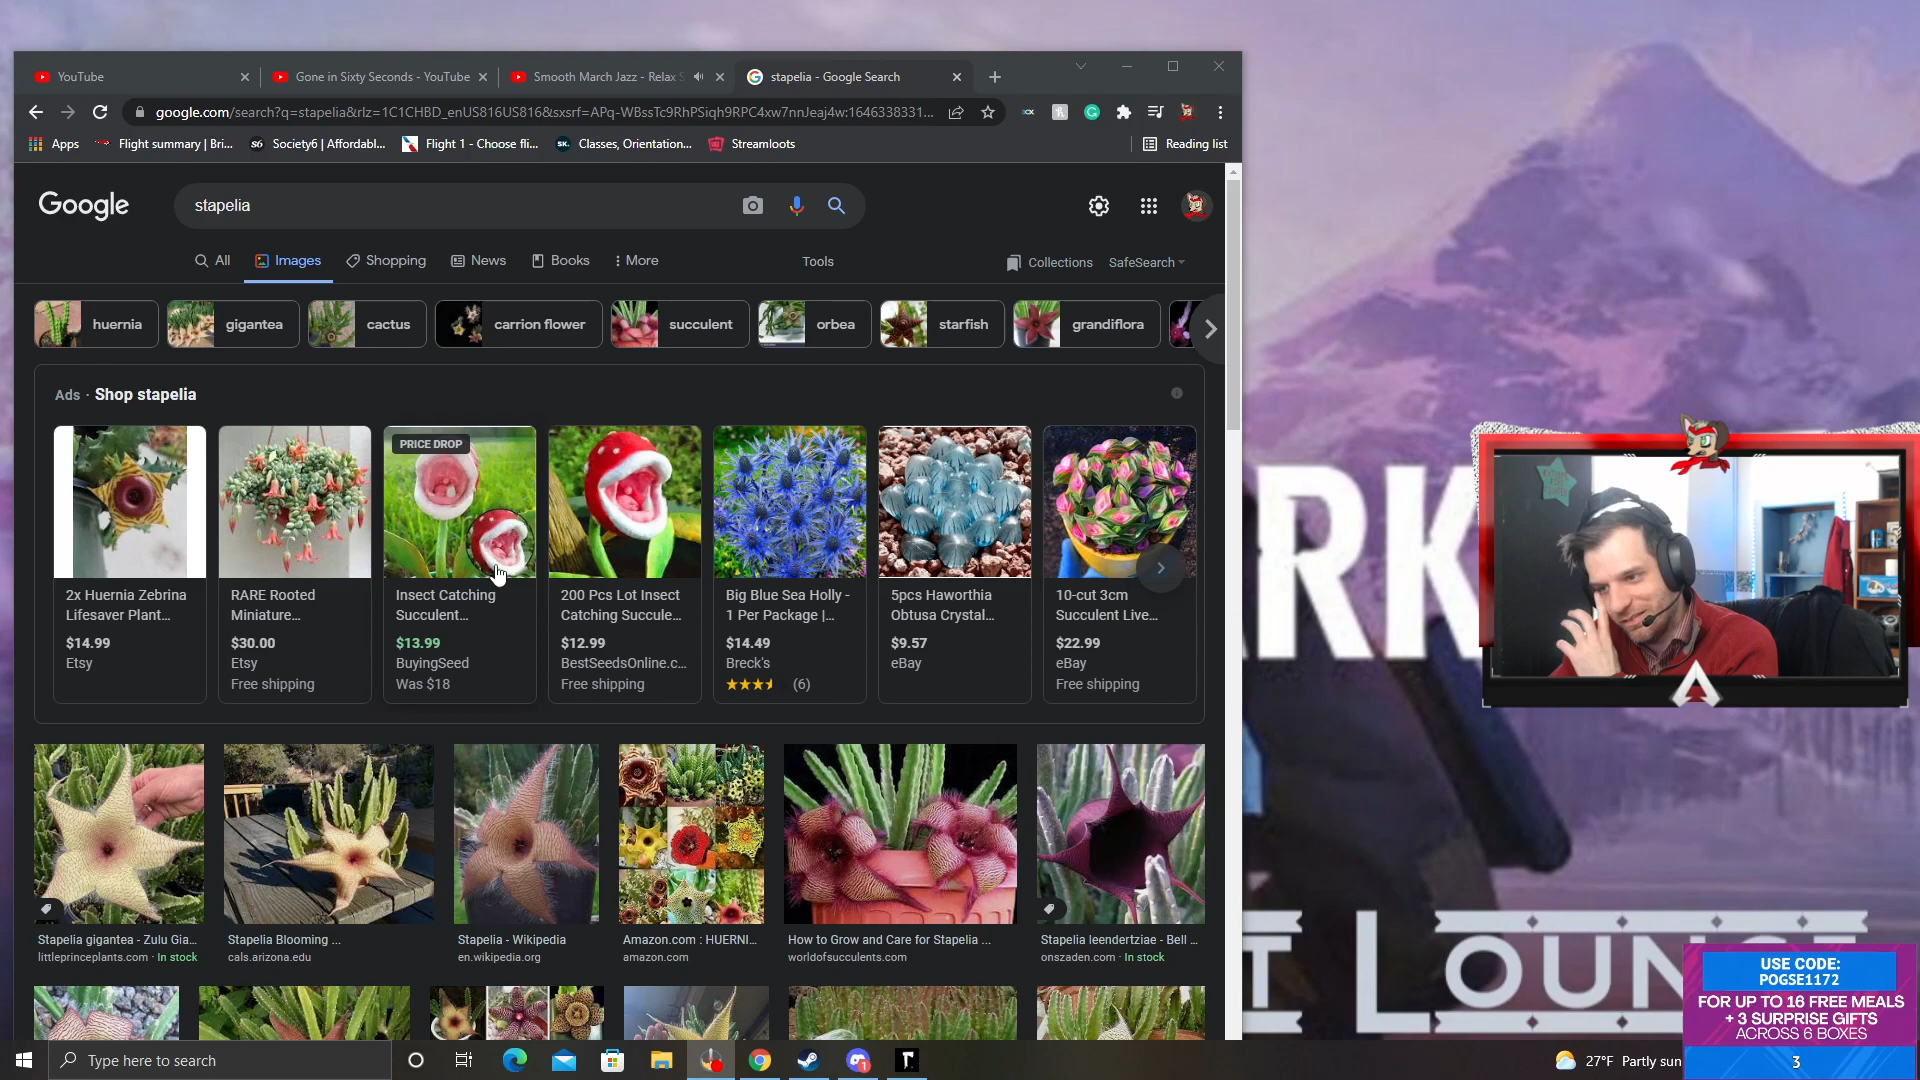 YouTube
Gone in Sixty Seconds - YouTube
Smooth March Jazz - Relax S
stapelia - Google Search
google.com/search?q=stapelia&rlz=1C1CHBD_enUS816US816&sxsrf=APq-WBssTc9RhPSiqh9RPC4xw7nnJeaj4w:1646338331...
Apps
Flight summary | Bri...
Society6 | Affordabl...
Flight 1 - Choose fli...
Classes, Orientation...
Streamloots
Reading list
Google
stapelia
All
Images
Shopping
News
Books
More
Tools
Collections
SafeSearch
huernia
gigantea
cactus
carrion flower
succulent
orbea
starfish
grandiflora
Ads · Shop stapelia
PRICE DROP
2x Huernia Zebrina
Lifesaver Plant...
$14.99
Etsy
RARE Rooted
Miniature...
$30.00
Etsy
Free shipping
Insect Catching
Succulent...
$13.99
BuyingSeed
Was $18
200 Pcs Lot Insect
Catching Succule...
$12.99
BestSeedsOnline.c...
Free shipping
Big Blue Sea Holly -
1 Per Package |...
$14.49
Breck's
(6)
5pcs Haworthia
Obtusa Crystal...
$9.57
eBay
10-cut 3cm
Succulent Live...
$22.99
eBay
Free shipping
Stapelia gigantea - Zulu Gia...
littleprinceplants.com · In stock
Stapelia Blooming ...
cals.arizona.edu
Stapelia - Wikipedia
en.wikipedia.org
Amazon.com : HUERNI...
amazon.com
How to Grow and Care for Stapelia ...
worldofsucculents.com
Stapelia leendertziae - Bell ...
onszaden.com · In stock
RK
T LOUN
USE CODE:
POGSE1172
FOR UP TO 16 FREE MEALS
+ 3 SURPRISE GIFTS
ACROSS 6 BOXES
3
Type here to search
27°F Partly sun